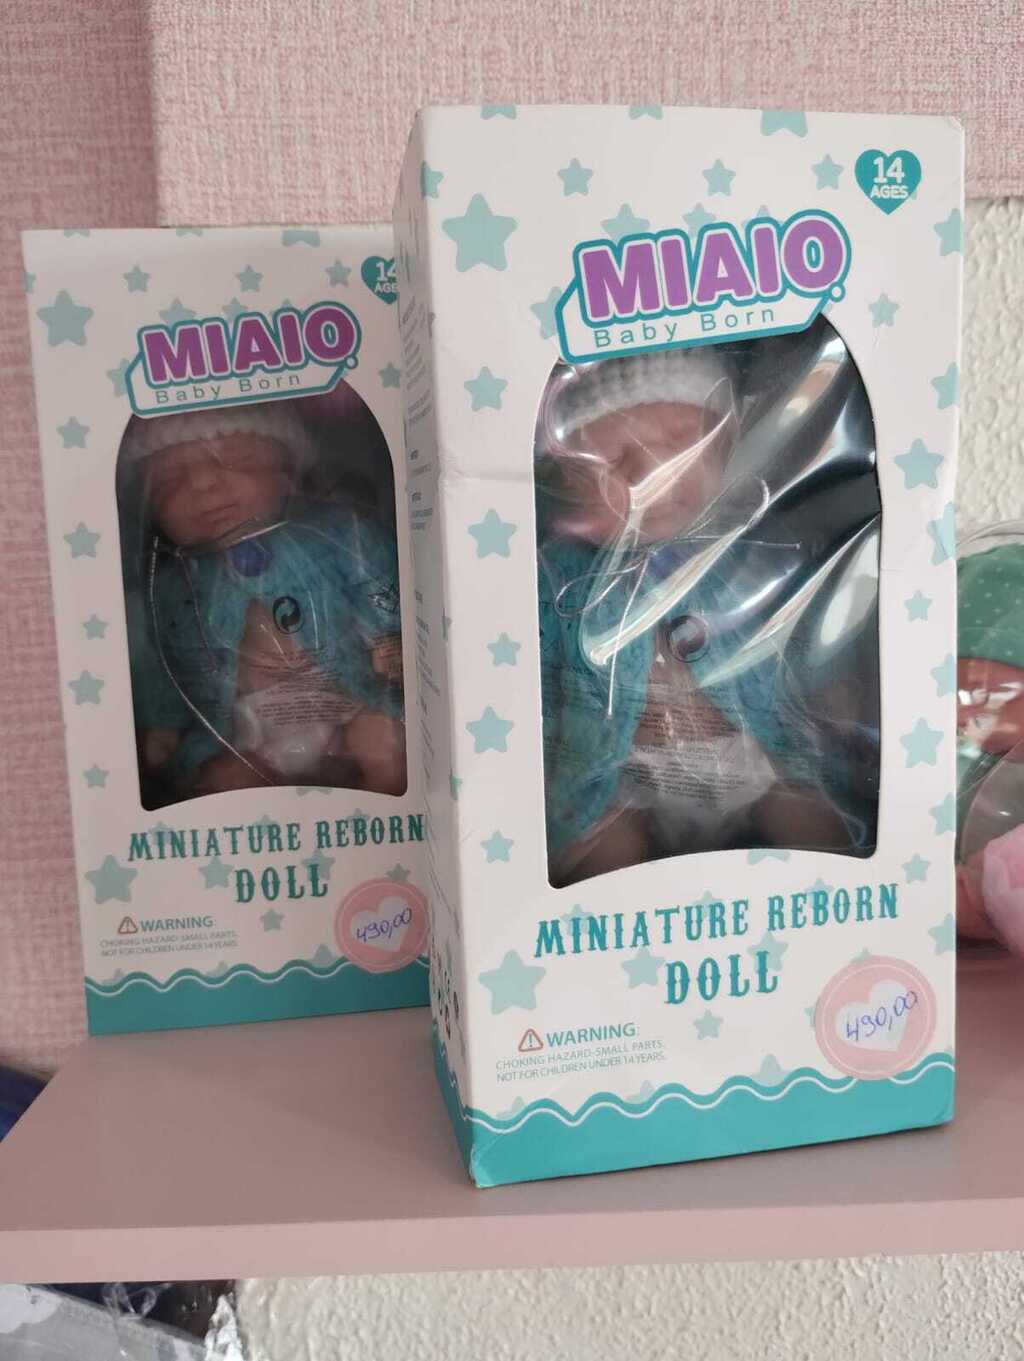 14
AGES
MIAIO
Baby Born
MINIATURE REBORN
DOLL
WARNING:
CHOKING HAZARD-SMALL PARTS.
NOT FOR CHILDREN UNDER 14 YEARS.
490,00
14
AGES
MIAIO
Baby Born
MINIATURE REBORN
DOLL
WARNING:
CHOKING HAZARD-SMALL PARTS.
NOT FOR CHILDREN UNDER 14 YEARS.
490,00